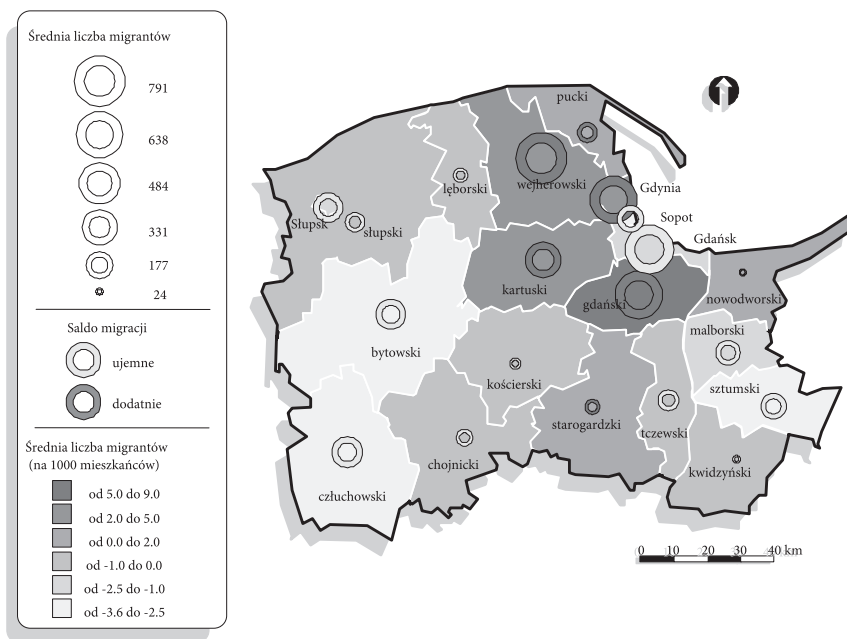 Średnia liczba migrantów
791
638
484
331
177
24
Saldo migracji
ujemne
dodatnie
Średnia liczba migrantów
(na 1000 mieszkańców)
od 5.0 do 9.0
od 2.0 do 5.0
od 0.0 do 2.0
od -1.0 do 0.0
od -2.5 do -1.0
od -3.6 do -2.5
pucki
lęborski
wejherowski
Gdynia
Sopot
Słupsk
słupski
Gdańsk
kartuski
gdański
nowodworski
malborski
bytowski
kościerski
sztumski
starogardzki
tczewski
człuchowski
chojnicki
kwidzyński
0 10 20 30 40 km